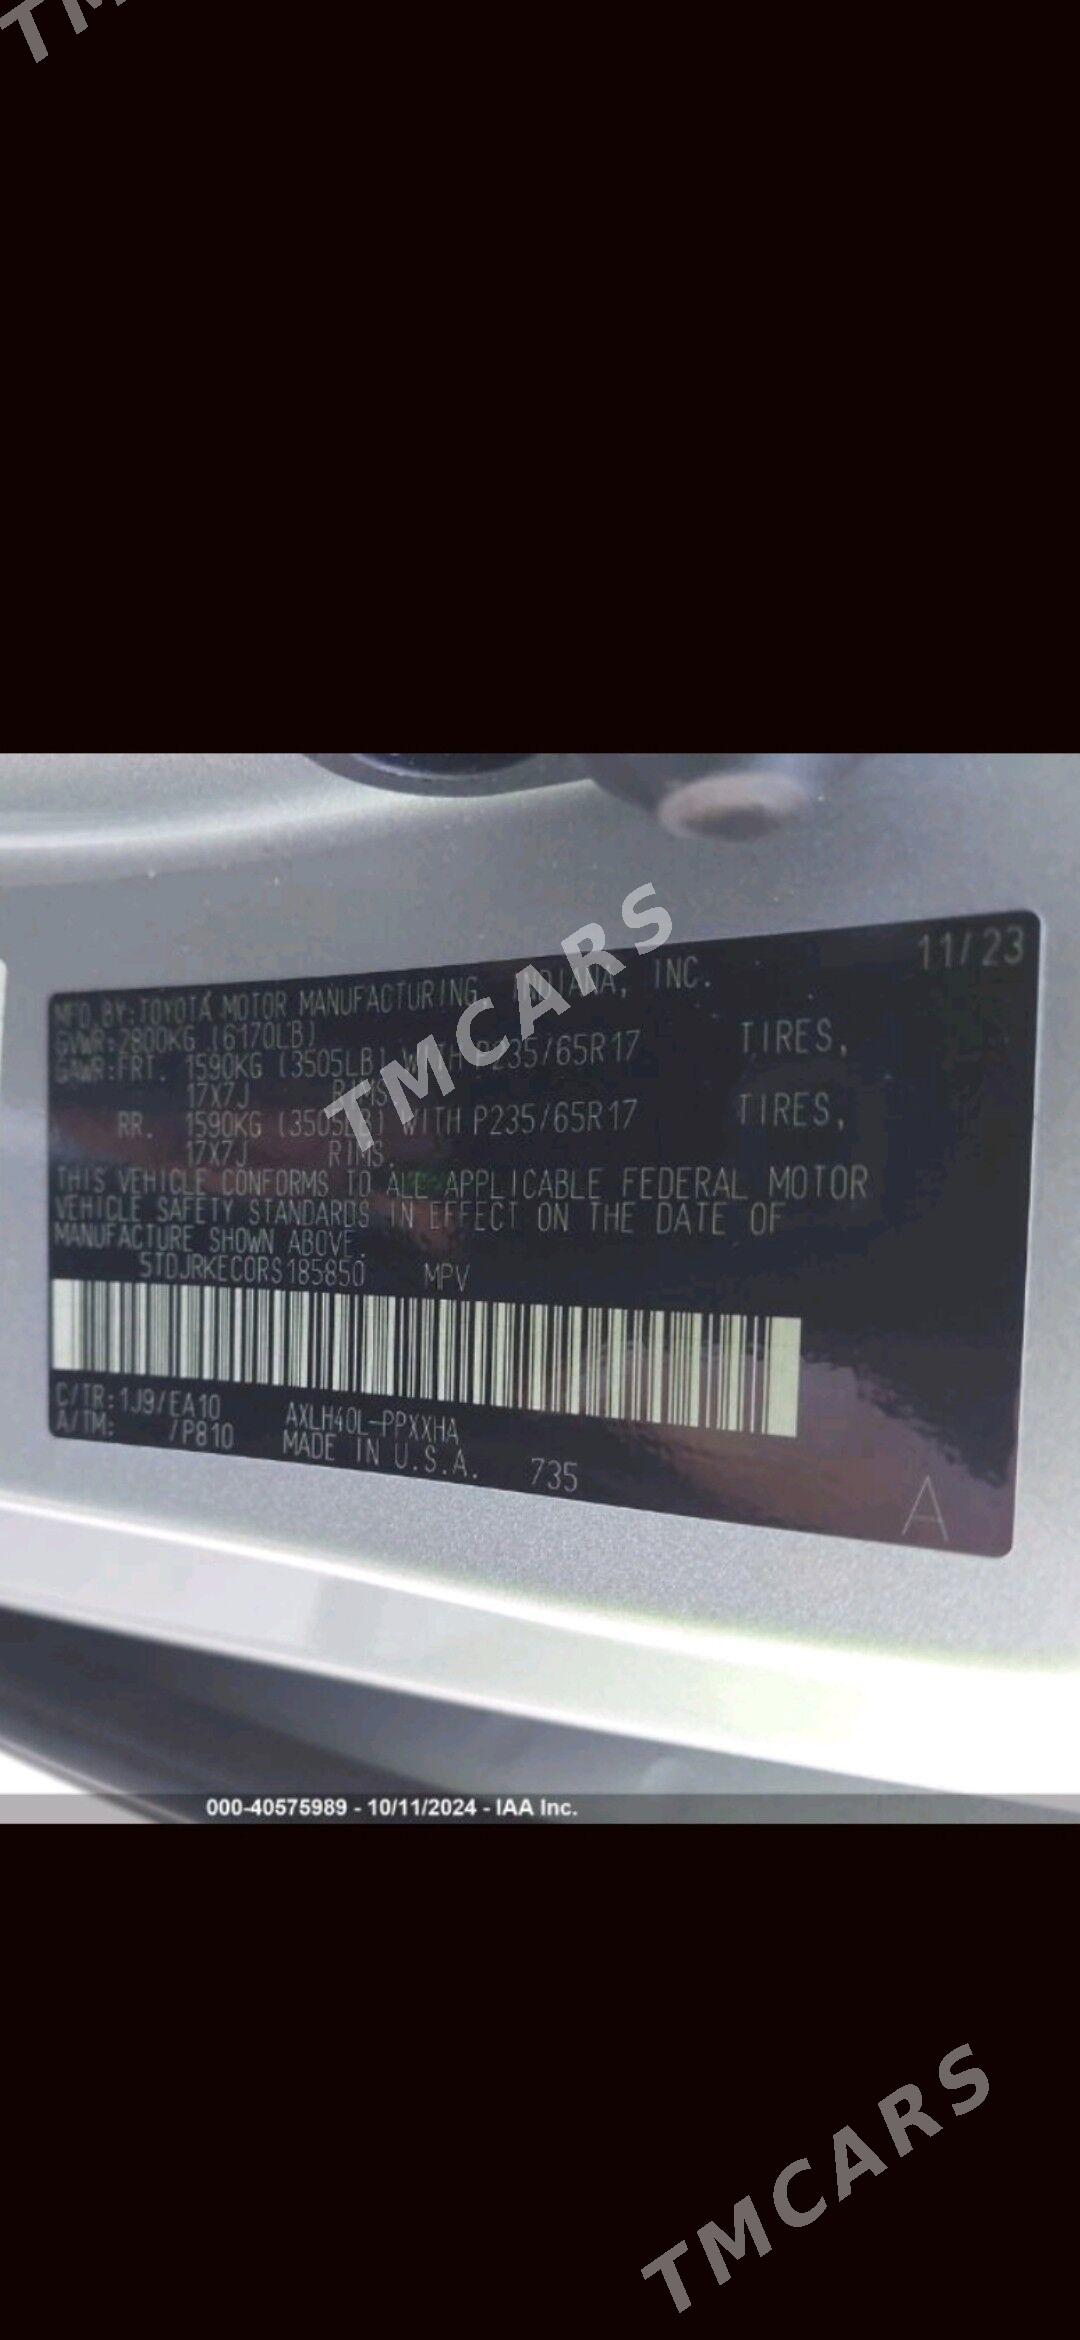 TM
11/23
MFD. BY: TOYOTA MOTOR MANUFACTURING, INDIANA, INC.
GVWR: 2800KG (6170LB)
GAWR: FRT. 1590KG (3505LB) WITH P235/65R17 TIRES,
17X7J RIMS.
RR. 1590KG (3505LB) WITH P235/65R17 TIRES,
17X7J RIMS.
THIS VEHICLE CONFORMS TO ALL APPLICABLE FEDERAL MOTOR
VEHICLE SAFETY STANDARDS IN EFFECT ON THE DATE OF
MANUFACTURE SHOWN ABOVE.
5TDJRKEC0RS185850 MPV
C/TR: 1J9/EA10 AXLH40L-PPXXHA
A/TM: /P810 MADE IN U.S.A. 735
A
TMCARS
000-40575989 - 10/11/2024 - IAA Inc.
TMCARS